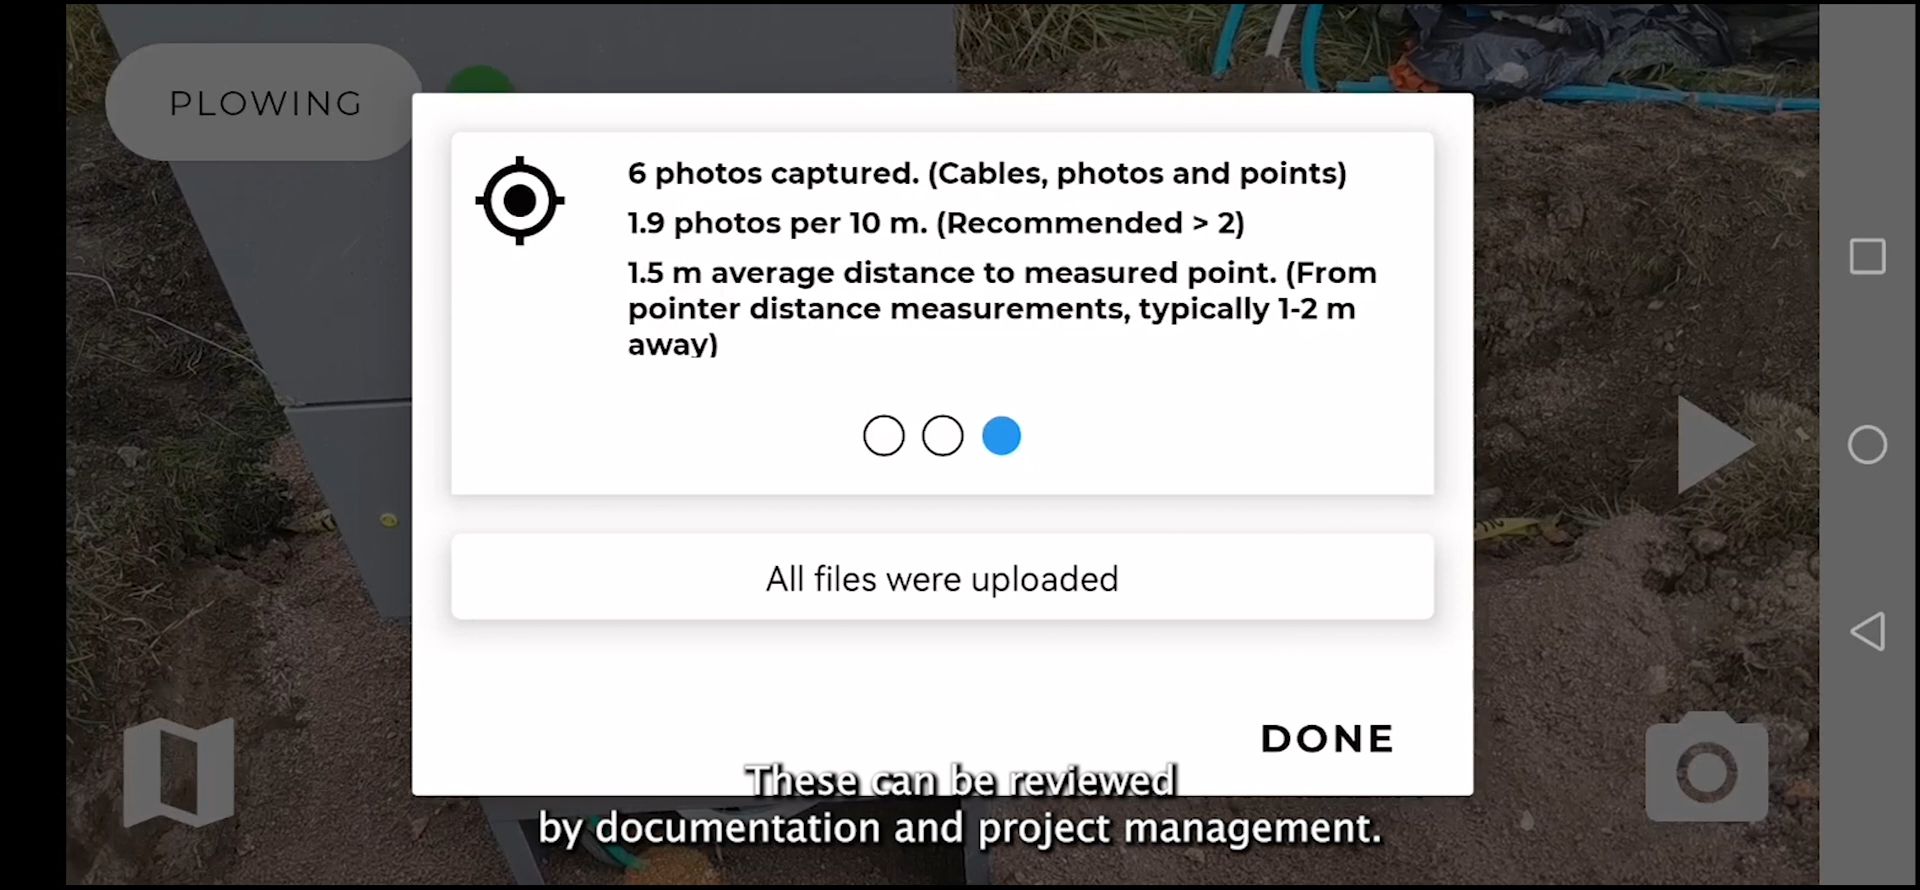 PLOWING
6 photos captured. (Cables, photos and points)
1.9 photos per 10 m. (Recommended > 2)
1.5 m average distance to measured point. (From
pointer distance measurements, typically 1-2 m
away)
All files were uploaded
DONE
These can be reviewed
by documentation and project management.